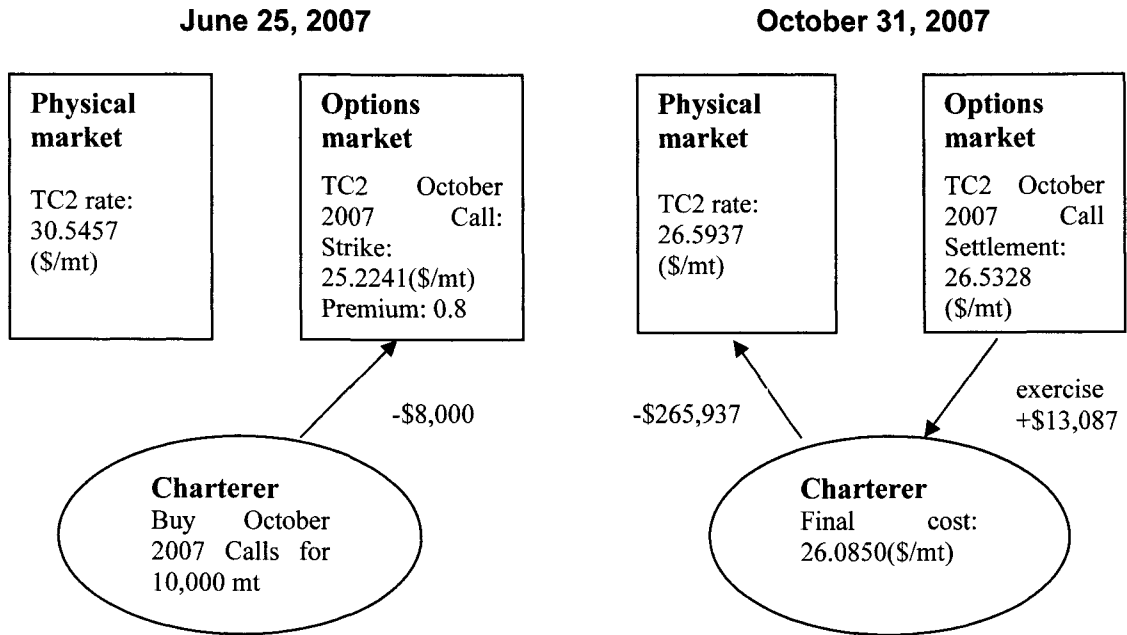 June 25, 2007
October 31, 2007
Physical
market
TC2 rate:
30.5457
($/mt)
Options
market
TC2 October
2007 Call:
Strike:
25.2241($/mt)
Premium: 0.8
Physical
market
TC2 rate:
26.5937
($/mt)
Options
market
TC2 October
2007 Call
Settlement:
26.5328
($/mt)
-$8,000
-$265,937
exercise
+$13,087
Charterer
Buy October
2007 Calls for
10,000 mt
Charterer
Final cost:
26.0850($/mt)